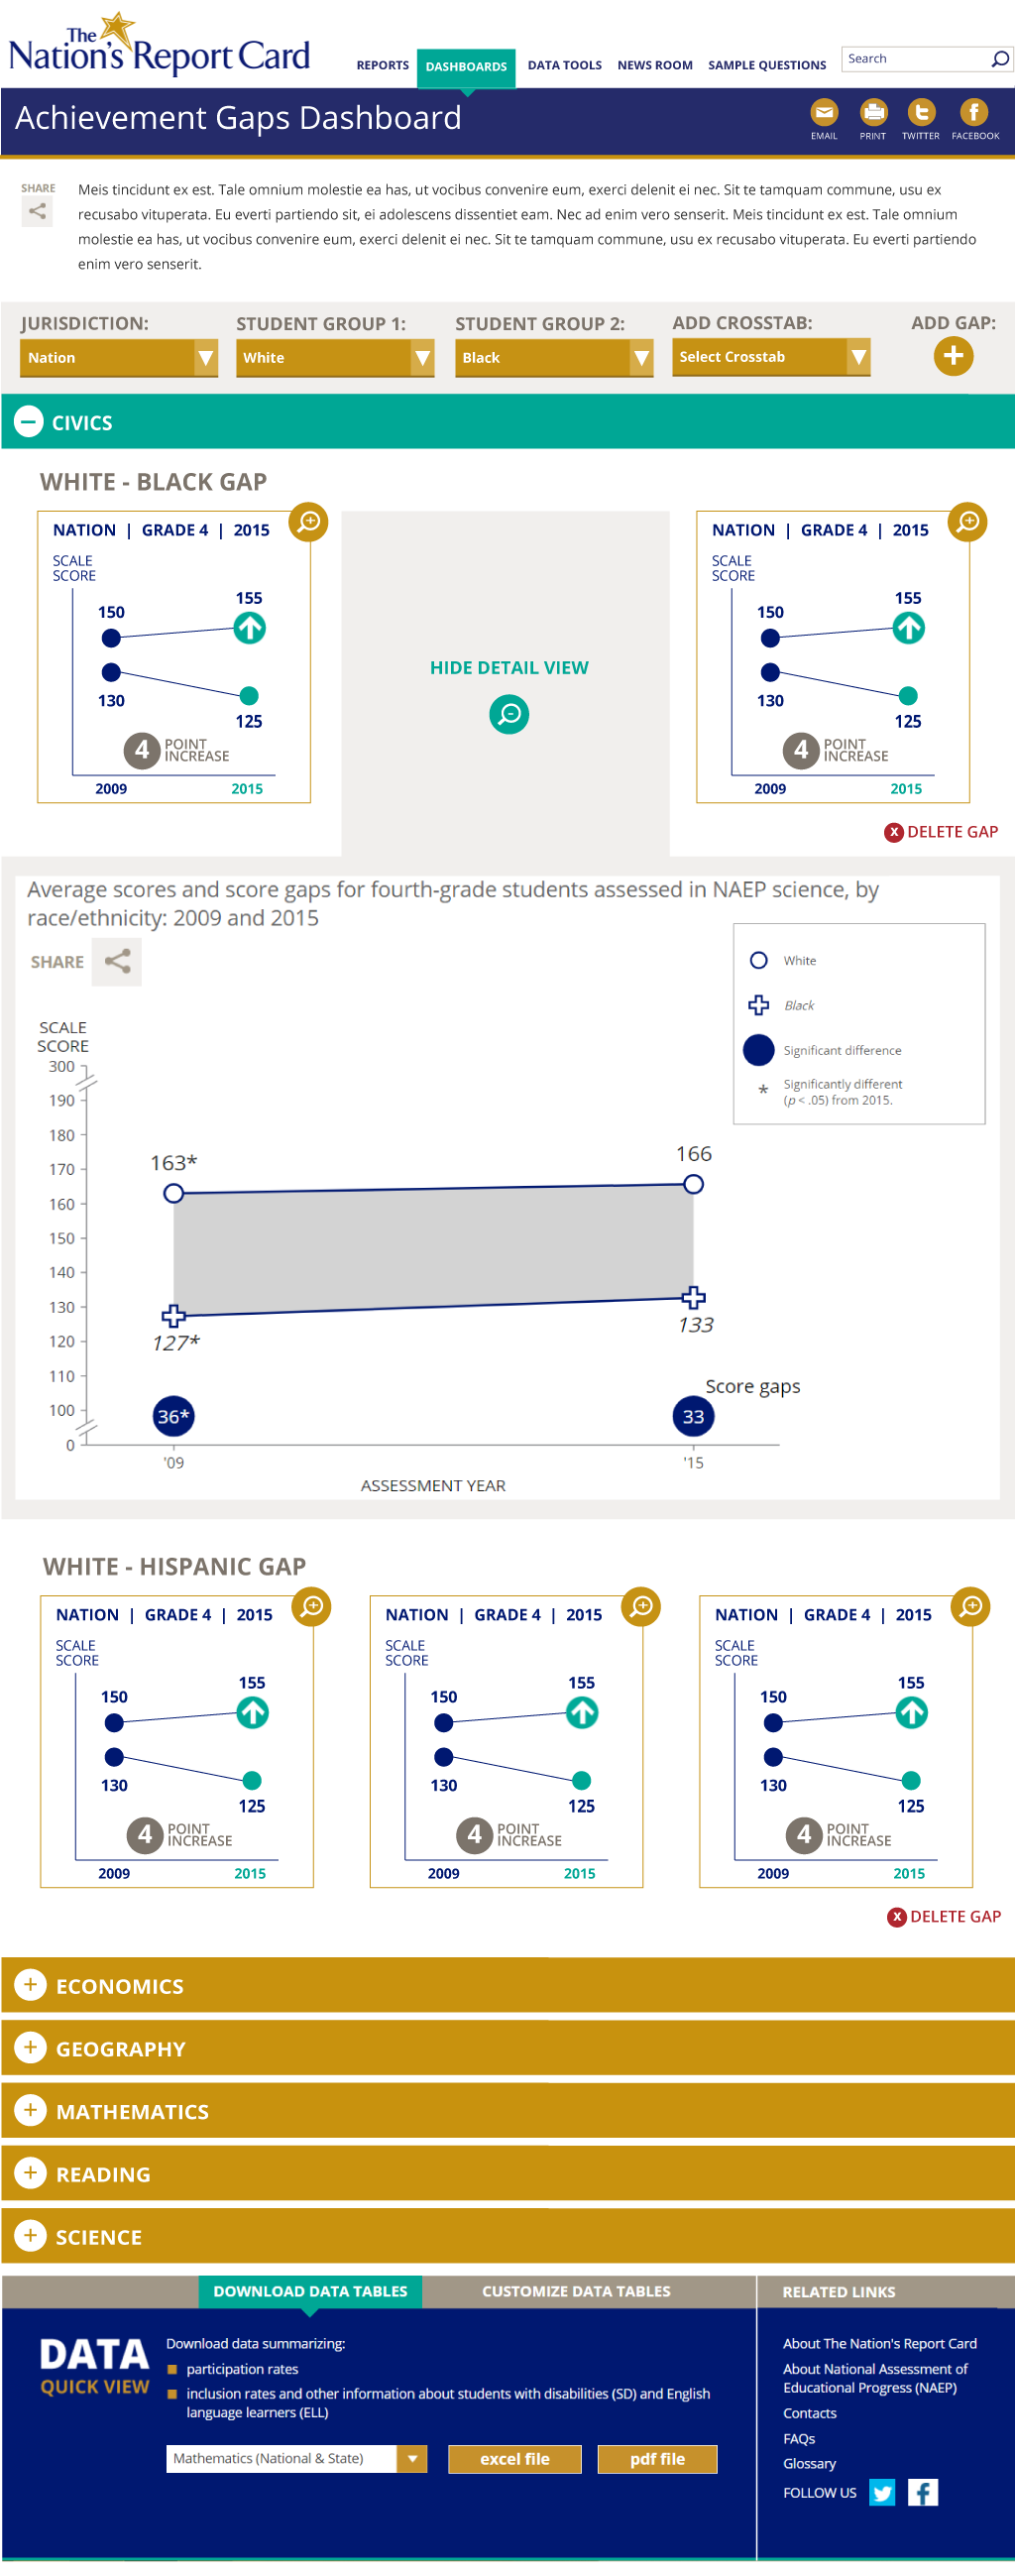 The
Nation's Report Card
REPORTS DASHBOARDS DATA TOOLS NEWS ROOM SAMPLE QUESTIONS Search
Achievement Gaps Dashboard
EMAIL PRINT TWITTER FACEBOOK
SHARE
Meis tincidunt ex est. Tale omnium molestie ea has, ut vocibus convenire eum, exerci delenit ei nec. Sit te tamquam commune, usu ex
recusabo vituperata. Eu everti partiendo sit, ei adolescens dissentiet eam. Nec ad enim vero senserit. Meis tincidunt ex est. Tale omnium
molestie ea has, ut vocibus convenire eum, exerci delenit ei nec. Sit te tamquam commune, usu ex recusabo vituperata. Eu everti partiendo
enim vero senserit.
JURISDICTION: STUDENT GROUP 1: STUDENT GROUP 2: ADD CROSSTAB: ADD GAP:
Nation White Black Select Crosstab
CIVICS
WHITE - BLACK GAP
NATION | GRADE 4 | 2015
SCALE
SCORE
150
155
130
125
4 POINT
INCREASE
2009 2015
HIDE DETAIL VIEW
NATION | GRADE 4 | 2015
SCALE
SCORE
150
155
130
125
4 POINT
INCREASE
2009 2015
X DELETE GAP
Average scores and score gaps for fourth-grade students assessed in NAEP science, by
race/ethnicity: 2009 and 2015
SHARE
White
Black
Significant difference
* Significantly different
(p < .05) from 2015.
SCALE
SCORE
300
190
180
170
160
150
140
130
120
110
100
0
163*
166
127*
133
Score gaps
36*
33
'09 '15
ASSESSMENT YEAR
WHITE - HISPANIC GAP
NATION | GRADE 4 | 2015
SCALE
SCORE
150
155
130
125
4 POINT
INCREASE
2009 2015
NATION | GRADE 4 | 2015
SCALE
SCORE
150
155
130
125
4 POINT
INCREASE
2009 2015
NATION | GRADE 4 | 2015
SCALE
SCORE
150
155
130
125
4 POINT
INCREASE
2009 2015
X DELETE GAP
ECONOMICS
GEOGRAPHY
MATHEMATICS
READING
SCIENCE
DOWNLOAD DATA TABLES CUSTOMIZE DATA TABLES RELATED LINKS
DATA
QUICK VIEW
Download data summarizing:
participation rates
inclusion rates and other information about students with disabilities (SD) and English
language learners (ELL)
Mathematics (National & State) excel file pdf file
About The Nation's Report Card
About National Assessment of
Educational Progress (NAEP)
Contacts
FAQs
Glossary
FOLLOW US